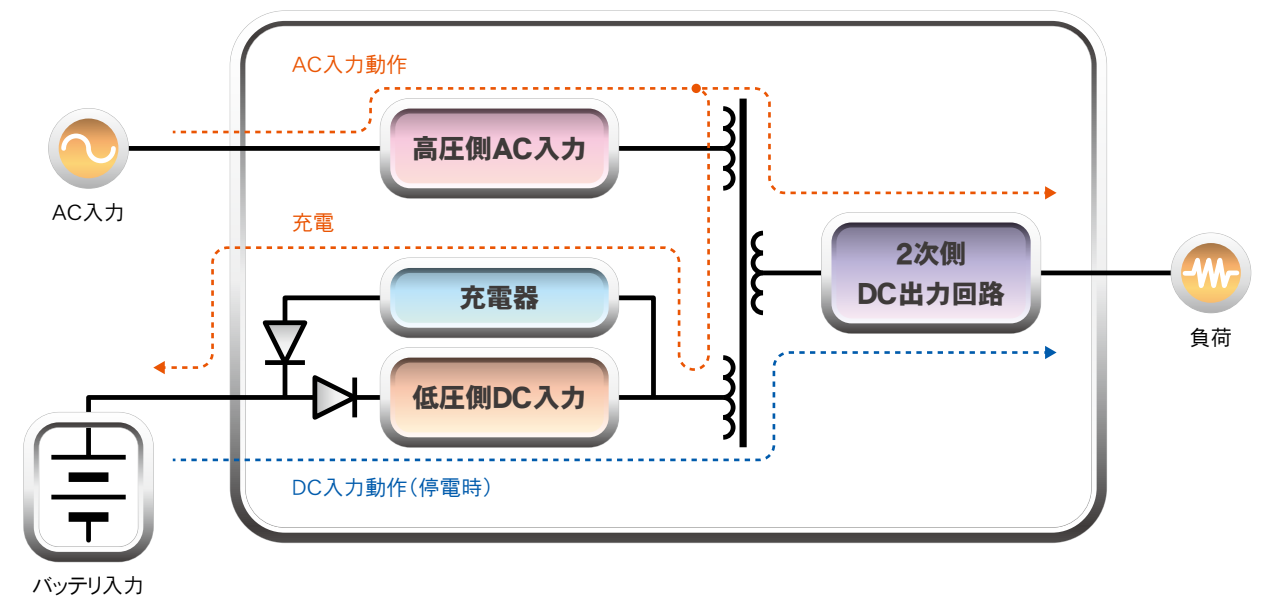 AC入力動作
高圧側AC入力
AC入力
充電
2次側
DC出力回路
充電器
負荷
低圧側DC入力
DC入力動作(停電時)
バッテリ入力